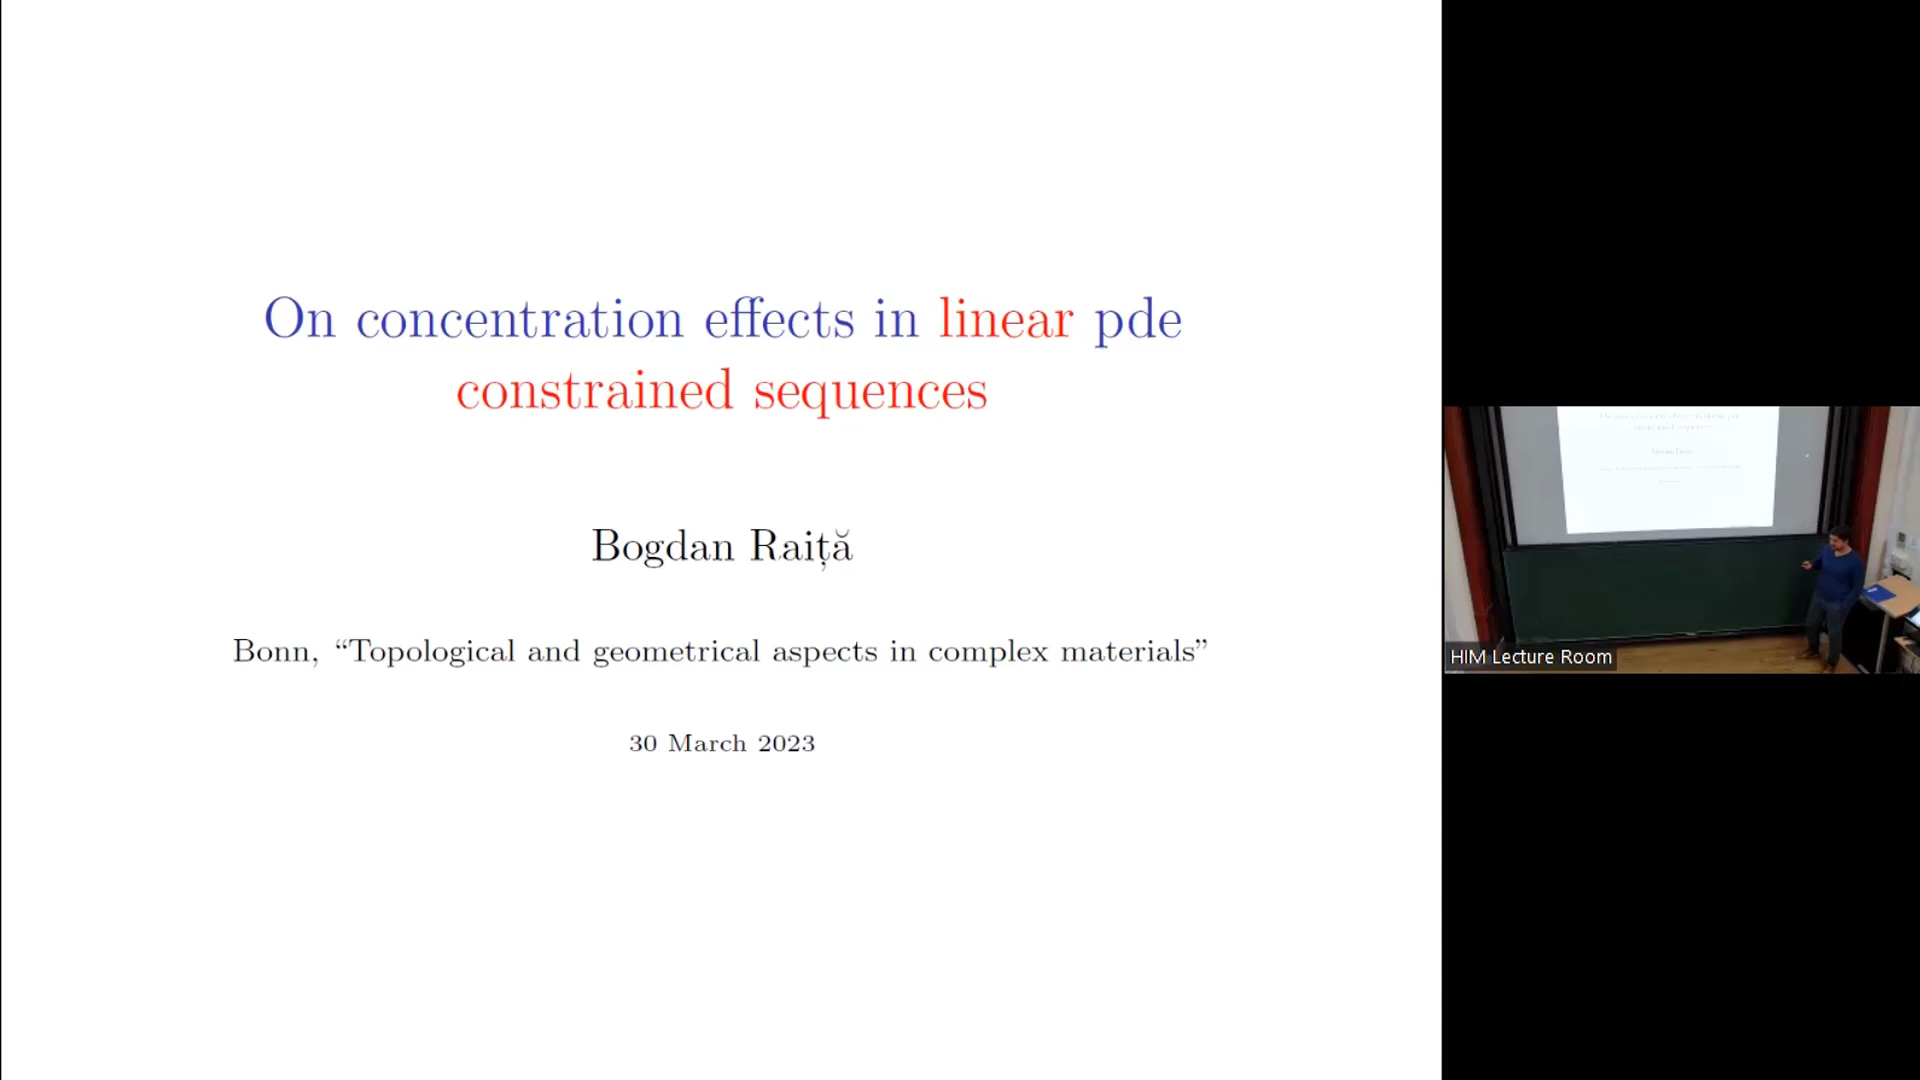 On concentration effects in linear pde
constrained sequences
Bogdan Raiță
Bonn, “Topological and geometrical aspects in complex materials”
30 March 2023
HIM Lecture Room